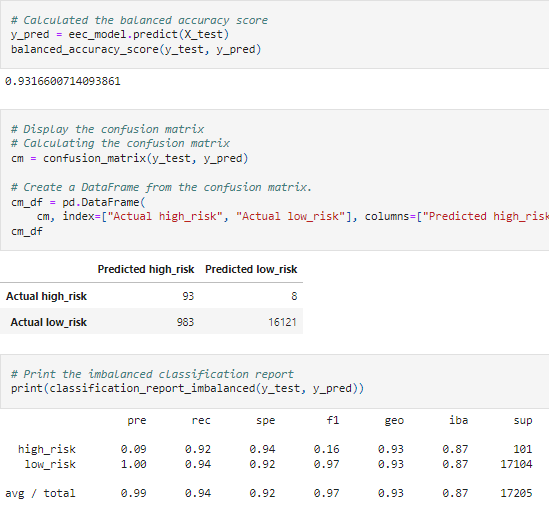 # Calculated the balanced accuracy score
y_pred = eec_model.predict(X_test)
balanced_accuracy_score(y_test, y_pred)
0.9316600714093861
# Display the confusion matrix
# Calculating the confusion matrix
cm = confusion_matrix(y_test, y_pred)
# Create a DataFrame from the confusion matrix.
cm_df = pd.DataFrame(
cm, index=["Actual high_risk", "Actual low_risk"], columns=["Predicted high_risk
cm_df
Predicted high_risk Predicted low_risk
Actual high_risk 93 8
Actual low_risk 983 16121
# Print the imbalanced classification report
print(classification_report_imbalanced(y_test, y_pred))
pre rec spe f1 geo iba sup
high_risk 0.09 0.92 0.94 0.16 0.93 0.87 101
low_risk 1.00 0.94 0.92 0.97 0.93 0.87 17104
avg / total 0.99 0.94 0.92 0.97 0.93 0.87 17205